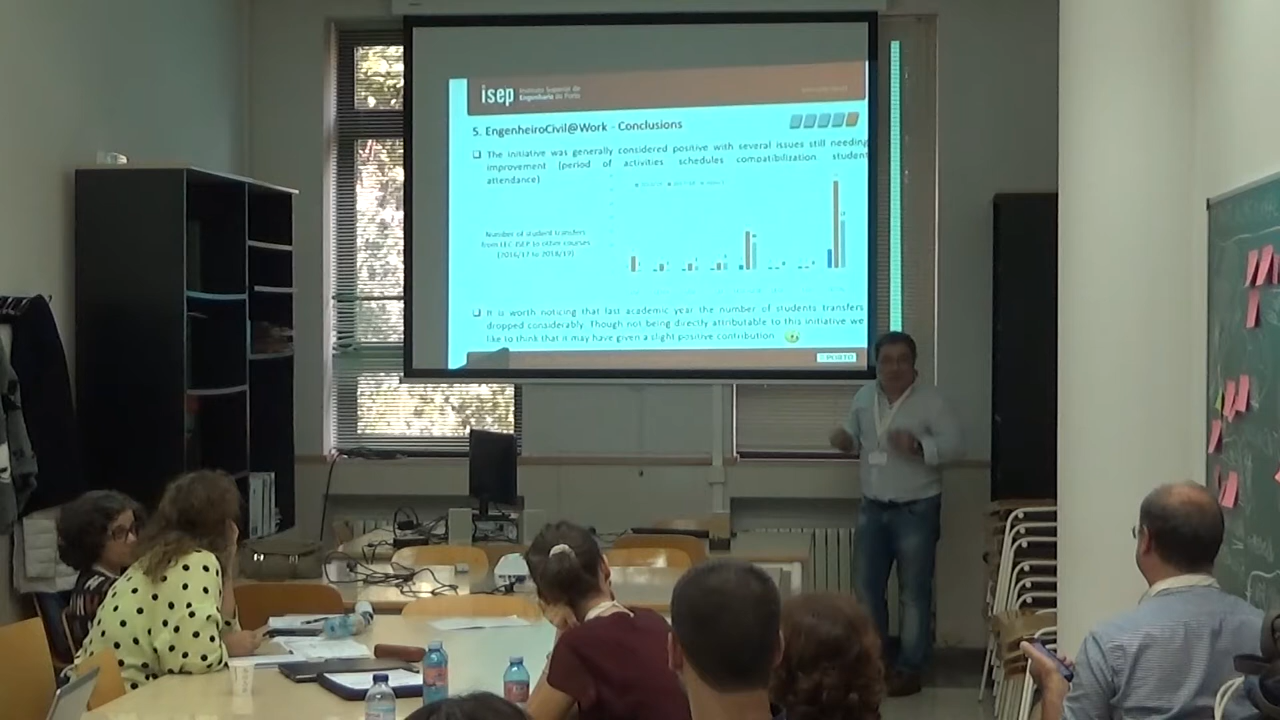 isep Instituto Superior de
Engenharia do Porto
5. EngenheiroCivil@Work - Conclusions
❑ The initiative was generally considered positive with several issues still needing
improvement (period of activities schedules compatibilization student
attendance)
Number of student transfers
from LEC-ISEP to other courses
(2016/17 to 2018/19)
❑ It is worth noticing that last academic year the number of students transfers
dropped considerably. Though not being directly attributable to this initiative we
like to think that it may have given a slight positive contribution
P.PORTO